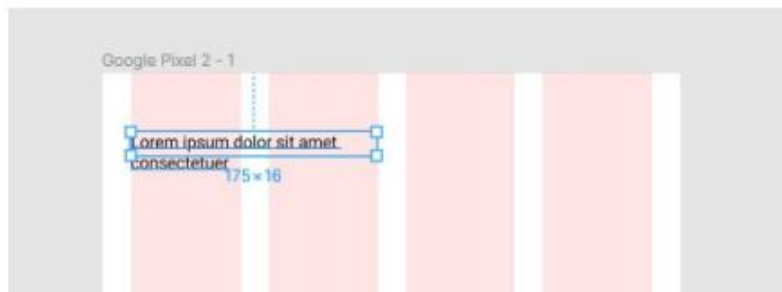 Google Pixel 2 - 1
Lorem ipsum dolor sit amet
consectetuer
175 × 16